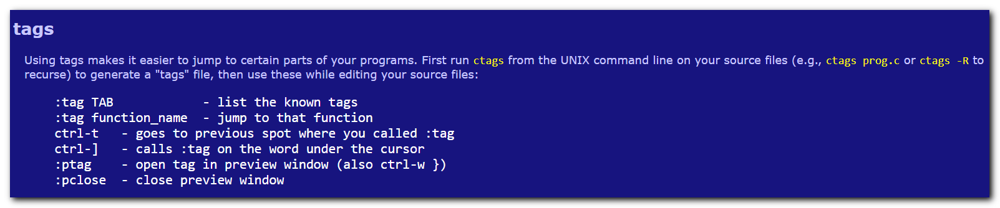 tags
Using tags makes it easier to jump to certain parts of your programs. First run ctags from the UNIX command line on your source files (e.g., ctags prog.c or ctags -R to
recurse) to generate a "tags" file, then use these while editing your source files:
:tag TAB            - list the known tags
:tag function_name  - jump to that function
ctrl-t   - goes to previous spot where you called :tag
ctrl-]   - calls :tag on the word under the cursor
:ptag    - open tag in preview window (also ctrl-w })
:pclose  - close preview window